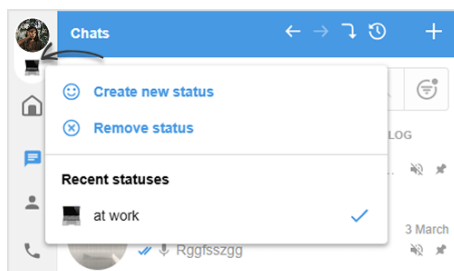 Chats
Create new status
LOG
Remove status
Recent statuses
at work
3 March
Rggfsszgg